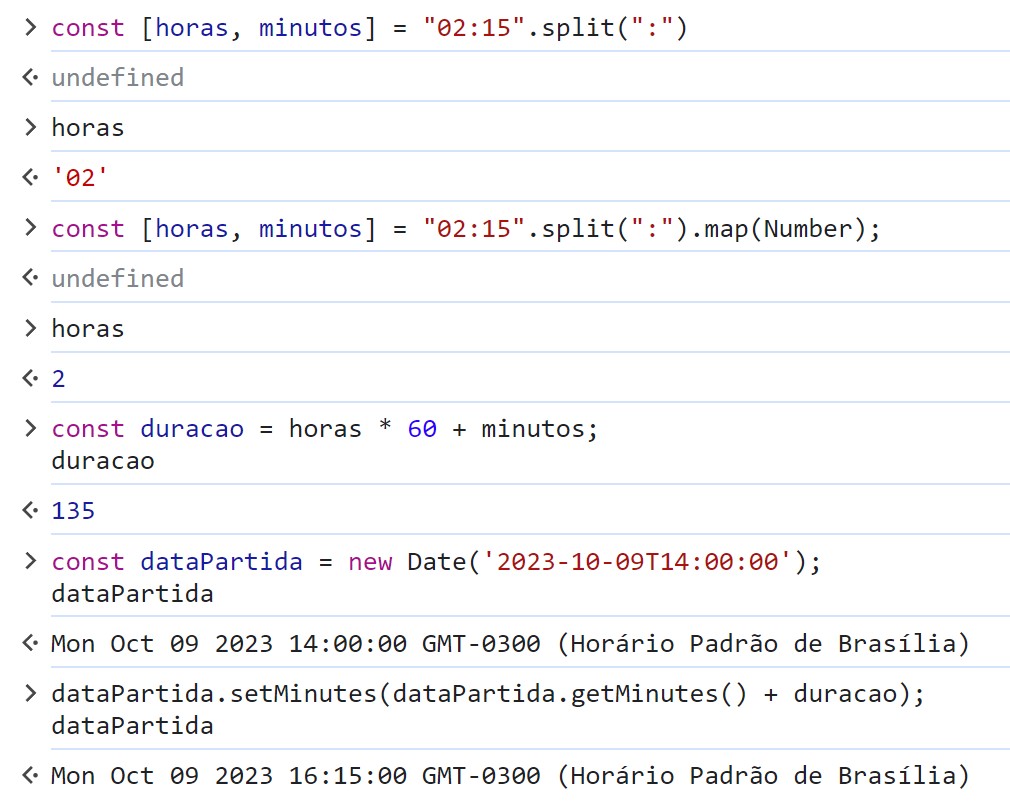 > const [horas, minutos] = "02:15".split(":")
undefined
> horas
'02'
> const [horas, minutos] = "02:15".split(":").map(Number);
undefined
> horas
2
> const duracao = horas * 60 + minutos;
duracao
135
> const dataPartida = new Date('2023-10-09T14:00:00');
dataPartida
Mon Oct 09 2023 14:00:00 GMT-0300 (Horário Padrão de Brasília)
> dataPartida.setMinutes(dataPartida.getMinutes() + duracao);
dataPartida
Mon Oct 09 2023 16:15:00 GMT-0300 (Horário Padrão de Brasília)